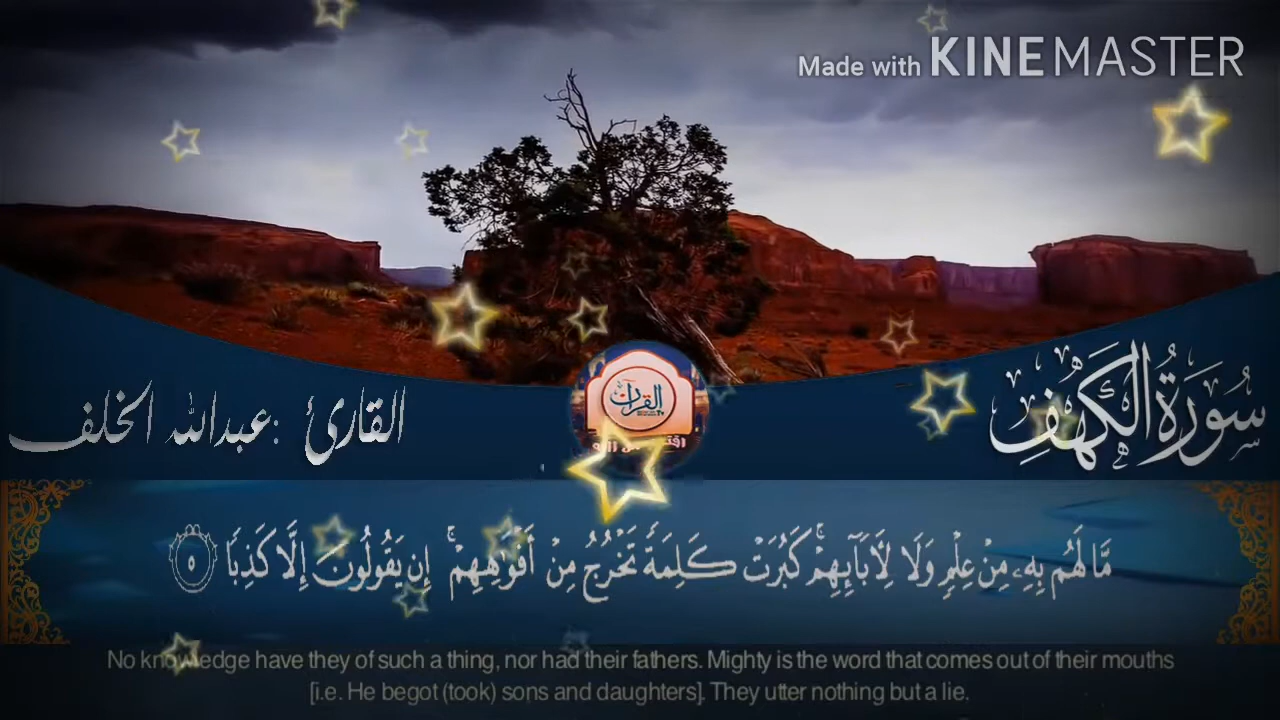 Made with KINEMASTER
سُورَةُ الكَهْفِ
القارئ: عبدالله الخلف
القرآن
مَّا لَهُم بِهِۦ مِنْ عِلْمٍ وَلَا لِـَٔابَآئِهِمْ ۚ كَبُرَتْ كَلِمَةً تَخْرُجُ مِنْ أَفْوَٰهِهِمْ ۚ إِن يَقُولُونَ إِلَّا كَذِبًا ٥
No knowledge have they of such a thing, nor had their fathers. Mighty is the word that comes out of their mouths
[i.e. He begot (took) sons and daughters]. They utter nothing but a lie.